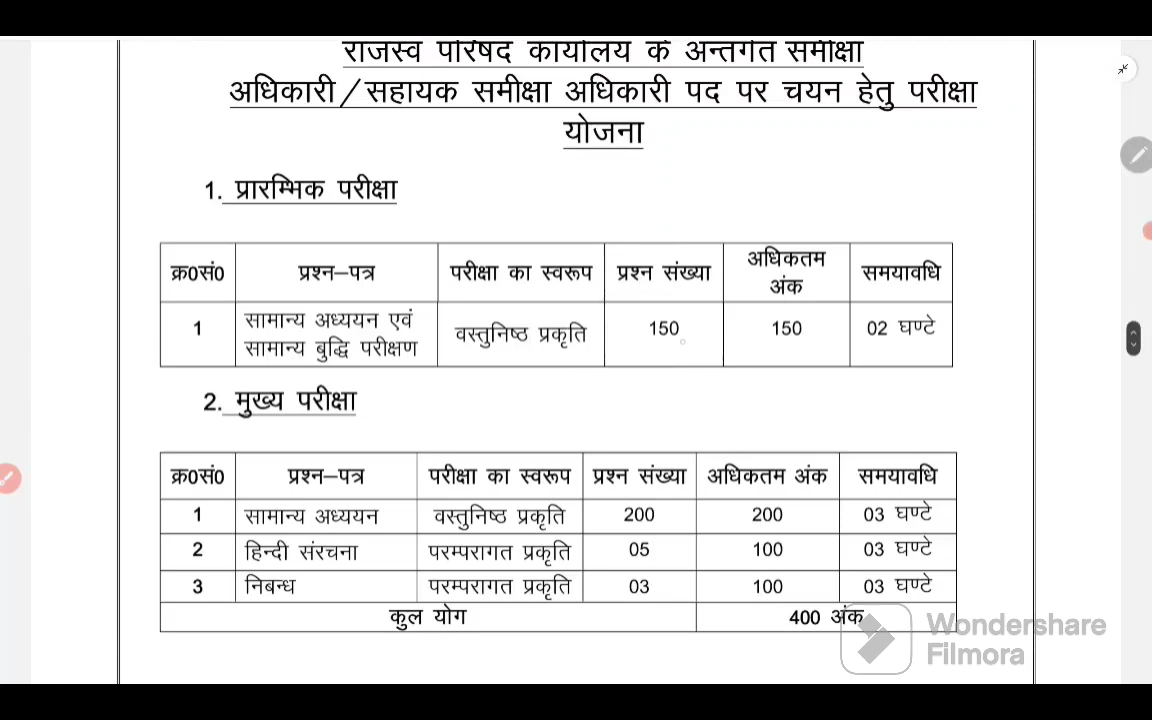 राजस्व परिषद कार्यालय के अन्तर्गत समीक्षा
अधिकारी/सहायक समीक्षा अधिकारी पद पर चयन हेतु परीक्षा
योजना
1. प्रारम्भिक परीक्षा
क्र0सं0 प्रश्न–पत्र परीक्षा का स्वरूप प्रश्न संख्या अधिकतम अंक समयावधि
1 सामान्य अध्ययन एवं सामान्य बुद्धि परीक्षण वस्तुनिष्ठ प्रकृति 150 150 02 घण्टे
2. मुख्य परीक्षा
क्र0सं0 प्रश्न–पत्र परीक्षा का स्वरूप प्रश्न संख्या अधिकतम अंक समयावधि
1 सामान्य अध्ययन वस्तुनिष्ठ प्रकृति 200 200 03 घण्टे
2 हिन्दी संरचना परम्परागत प्रकृति 05 100 03 घण्टे
3 निबन्ध परम्परागत प्रकृति 03 100 03 घण्टे
कुल योग 400 अंक
Wondershare
Filmora